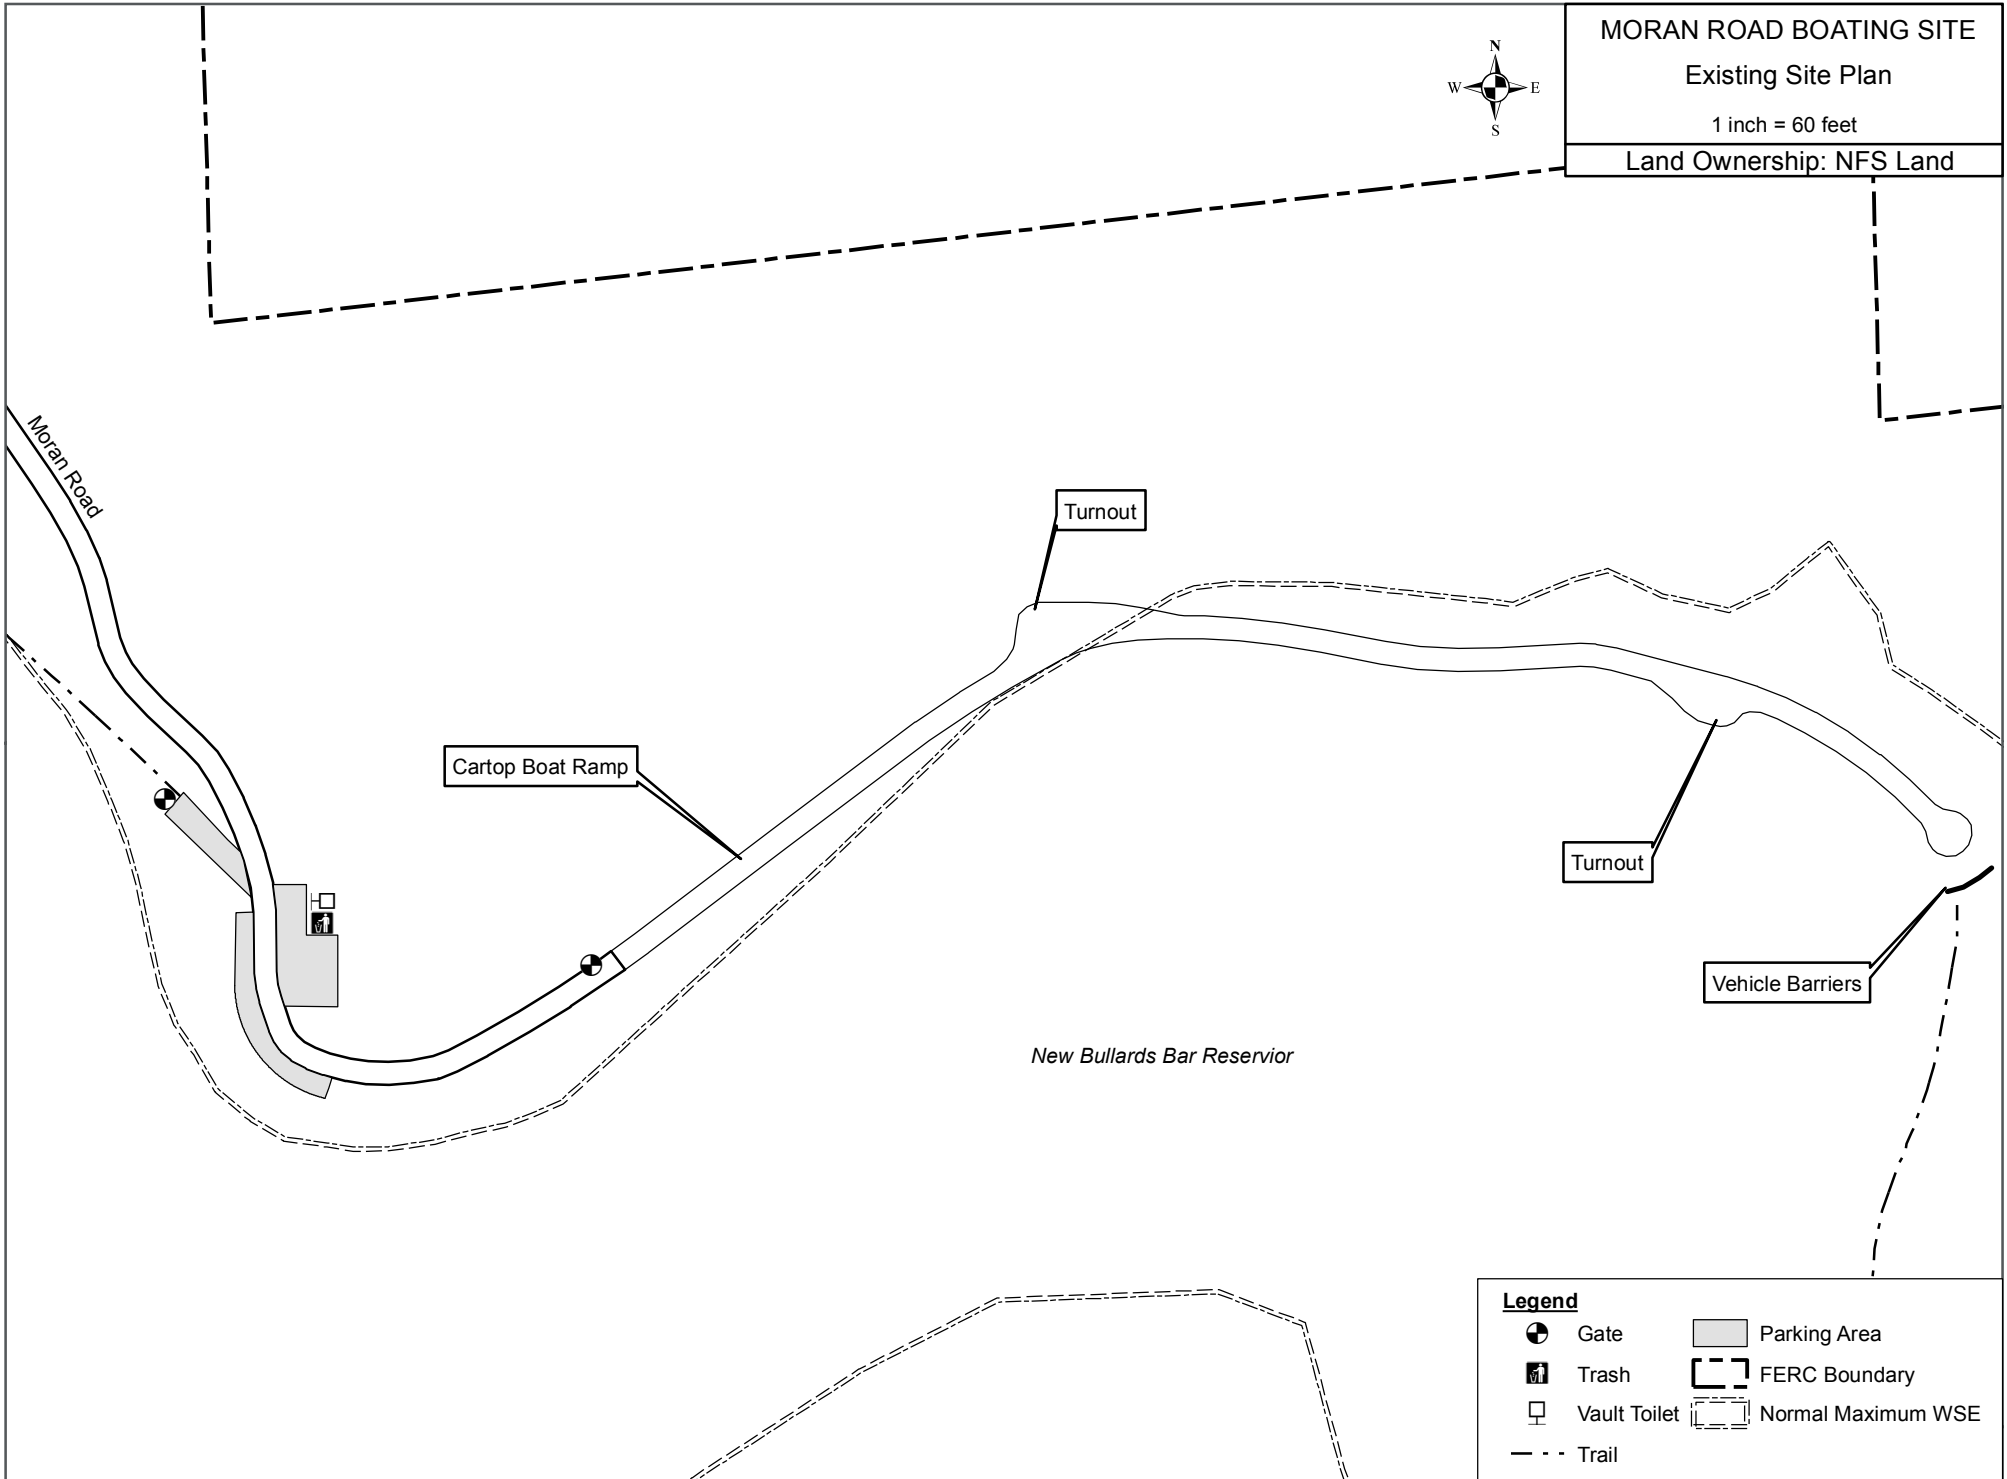 MORAN ROAD BOATING SITE
Existing Site Plan
1 inch = 60 feet
Land Ownership: NFS Land
N
W
E
S
Moran Road
Turnout
Cartop Boat Ramp
Turnout
Vehicle Barriers
New Bullards Bar Reservior
Legend
Gate
Parking Area
Trash
FERC Boundary
Vault Toilet
Normal Maximum WSE
Trail